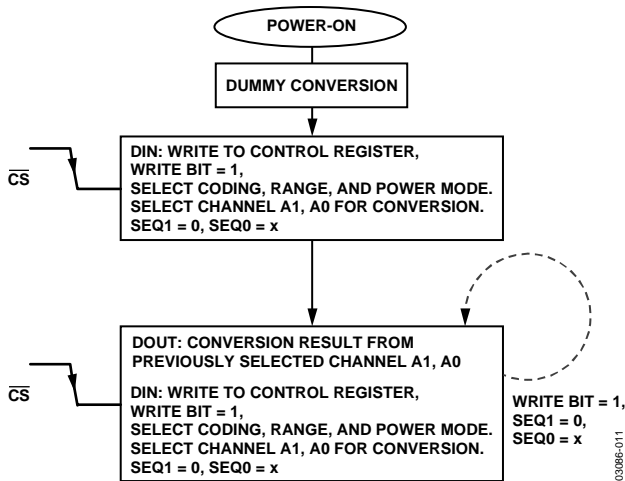 POWER-ON
DUMMY CONVERSION
CS
DIN: WRITE TO CONTROL REGISTER,
WRITE BIT = 1,
SELECT CODING, RANGE, AND POWER MODE.
SELECT CHANNEL A1, A0 FOR CONVERSION.
SEQ1 = 0, SEQ0 = x
CS
DOUT: CONVERSION RESULT FROM
PREVIOUSLY SELECTED CHANNEL A1, A0
DIN: WRITE TO CONTROL REGISTER,
WRITE BIT = 1,
SELECT CODING, RANGE, AND POWER MODE.
SELECT CHANNEL A1, A0 FOR CONVERSION.
SEQ1 = 0, SEQ0 = x
WRITE BIT = 1,
SEQ1 = 0,
SEQ0 = x
03086-011